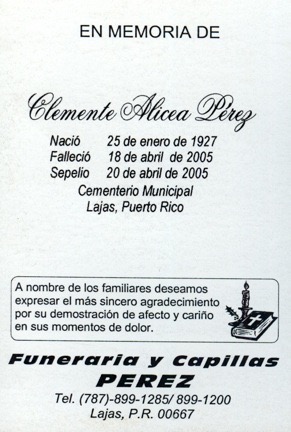 EN MEMORIA DE
Clemente Alicea Pérez
Nació 25 de enero de 1927
Falleció 18 de abril de 2005
Sepelio 20 de abril de 2005
Cementerio Municipal
Lajas, Puerto Rico
A nombre de los familiares deseamos
expresar el más sincero agradecimiento
por su demostración de afecto y cariño
en sus momentos de dolor.
Funeraria y Capillas
PEREZ
Tel. (787)-899-1285/ 899-1200
Lajas, P.R. 00667